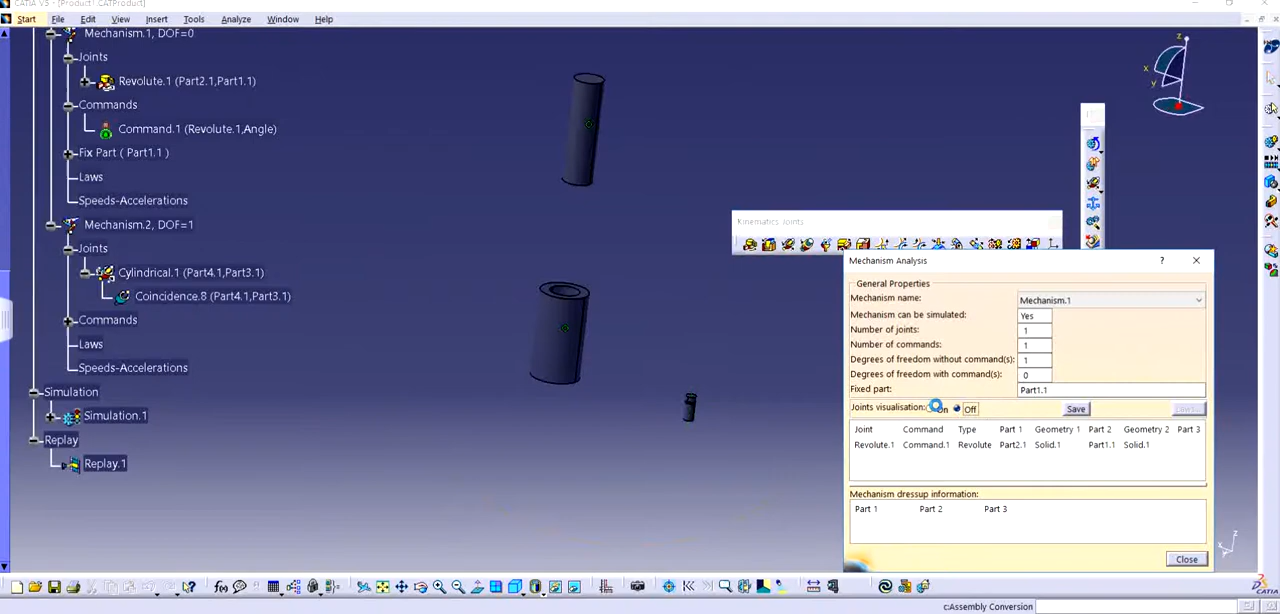 CATIA V5 - [Product1.CATProduct]
Start File Edit View Insert Tools Analyze Window Help
Mechanism.1, DOF=0
Joints
Revolute.1 (Part2.1,Part1.1)
Commands
Command.1 (Revolute.1,Angle)
Fix Part ( Part1.1 )
Laws
Speeds-Accelerations
Mechanism.2, DOF=1
Joints
Cylindrical.1 (Part4.1,Part3.1)
Coincidence.8 (Part4.1,Part3.1)
Commands
Laws
Speeds-Accelerations
Simulation
Simulation.1
Replay
Replay.1
z
x
y
Kinematics Joints
Mechanism Analysis ?
General Properties
Mechanism name: Mechanism.1
Mechanism can be simulated: Yes
Number of joints: 1
Number of commands: 1
Degrees of freedom without command(s): 1
Degrees of freedom with command(s): 0
Fixed part: Part1.1
Joints visualisation: On Off Save Laws...
Joint Command Type Part 1 Geometry 1 Part 2 Geometry 2 Part 3
Revolute.1 Command.1 Revolute Part2.1 Solid.1 Part1.1 Solid.1
Mechanism dressup information:
Part 1 Part 2 Part 3
Close
z
x
f(x)
CATIA
c:Assembly Conversion